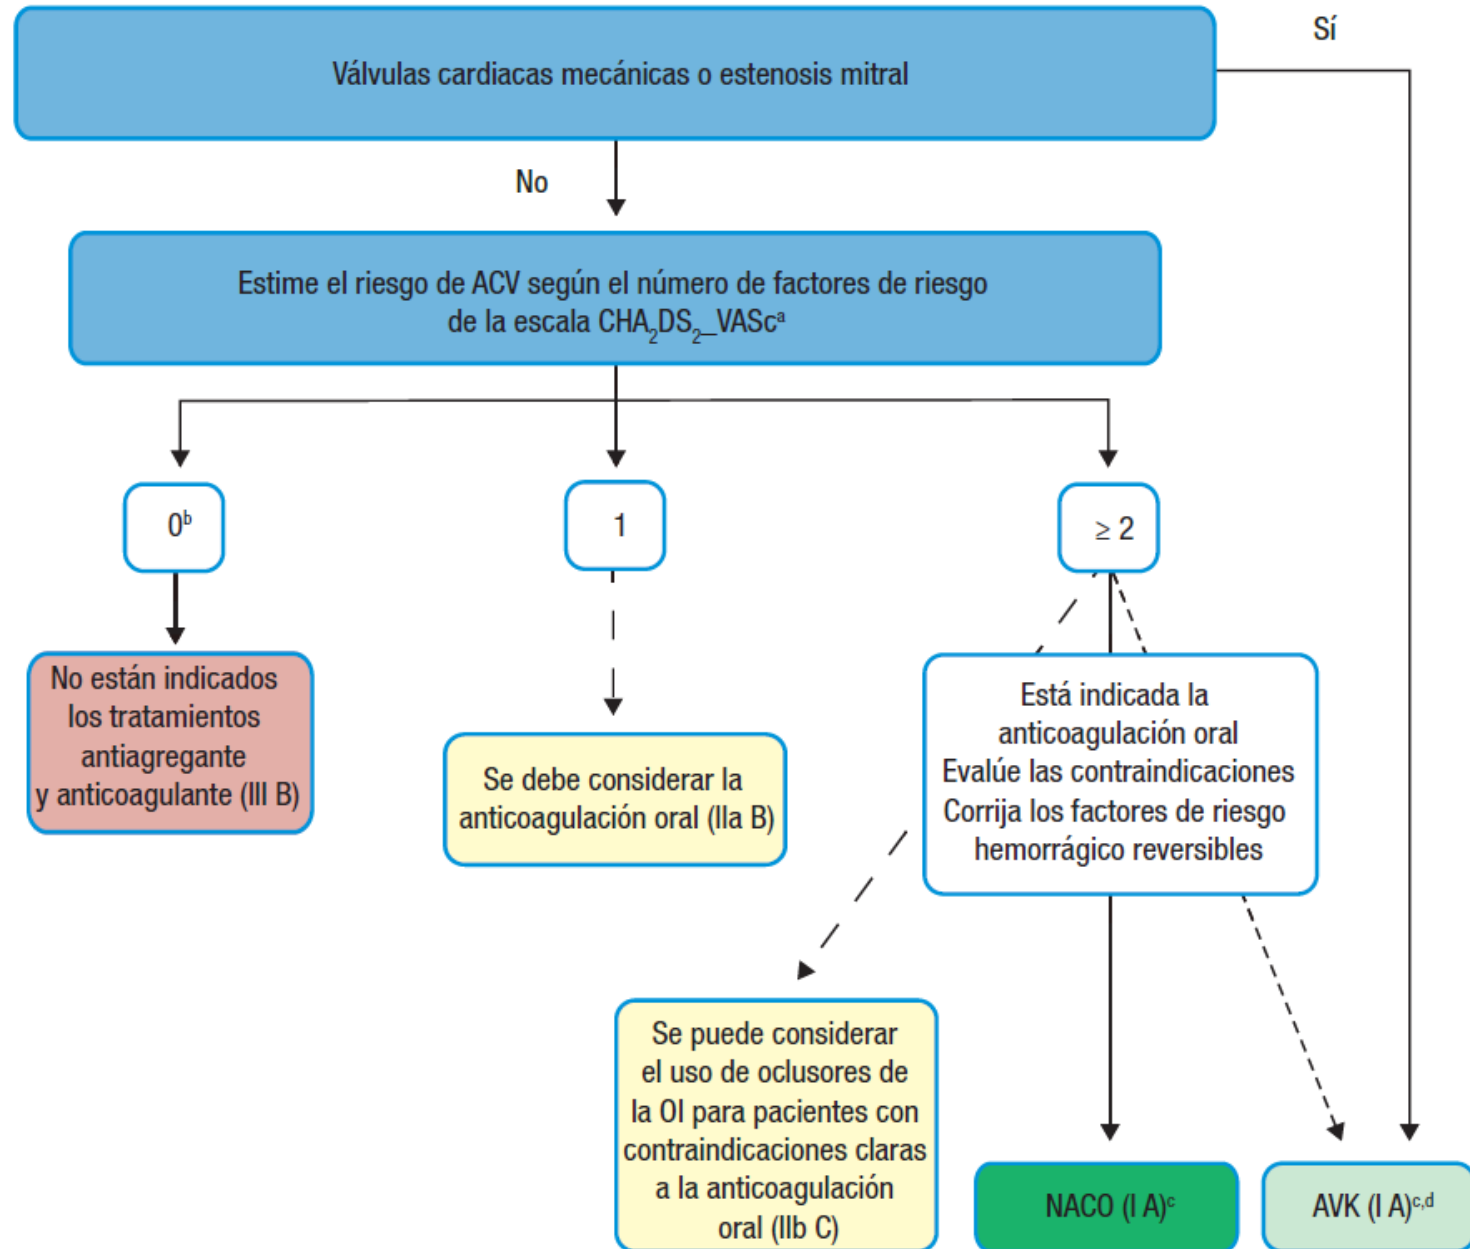 Sí
Válvulas cardiacas mecánicas o estenosis mitral
No
Estime el riesgo de ACV según el número de factores de riesgo
de la escala CHA₂DS₂_VAScᵃ
0ᵇ
1
≥ 2
No están indicados
los tratamientos
antiagregante
y anticoagulante (III B)
Se debe considerar la
anticoagulación oral (IIa B)
Está indicada la
anticoagulación oral
Evalúe las contraindicaciones
Corrija los factores de riesgo
hemorrágico reversibles
Se puede considerar
el uso de oclusores de
la OI para pacientes con
contraindicaciones claras
a la anticoagulación
oral (IIb C)
NACO (I A)ᶜ
AVK (I A)ᶜ,ᵈ